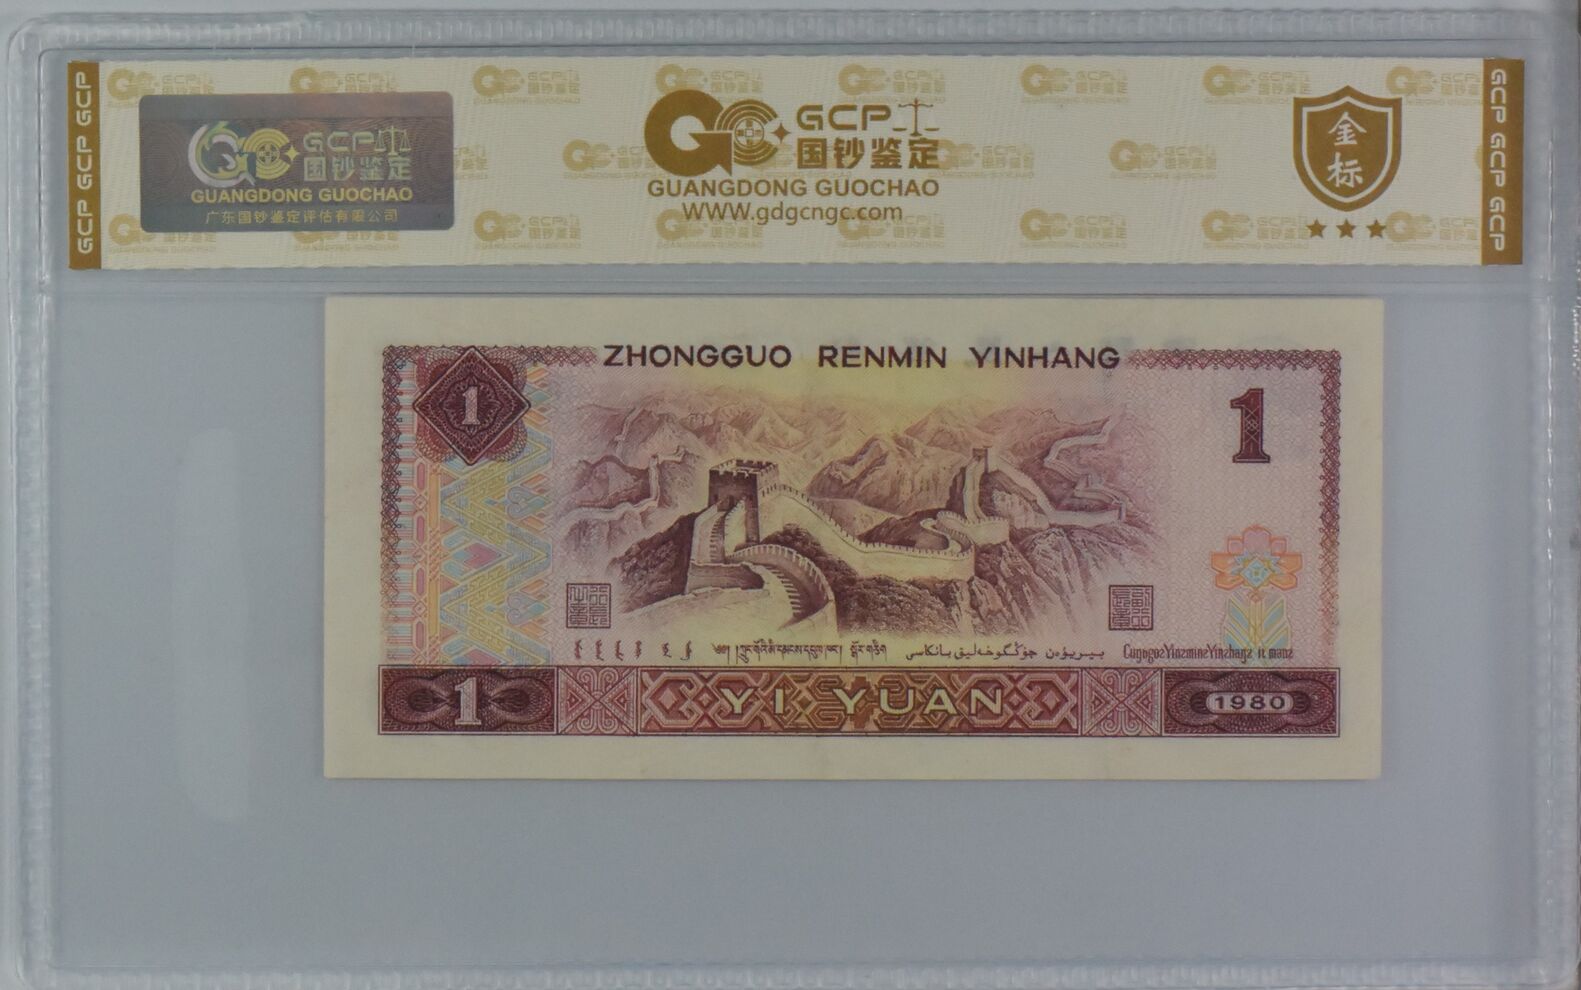 GCP GCP GCP
GCP 国钞鉴定
GUANGDONG GUOCHAO
广东国钞鉴定评估有限公司
GCP
国钞鉴定
GUANGDONG GUOCHAO
WWW.gdgcngc.com
金标
GCP GCP GCP
ZHONGGUO RENMIN YINHANG
1
1
1
YI YUAN
1980